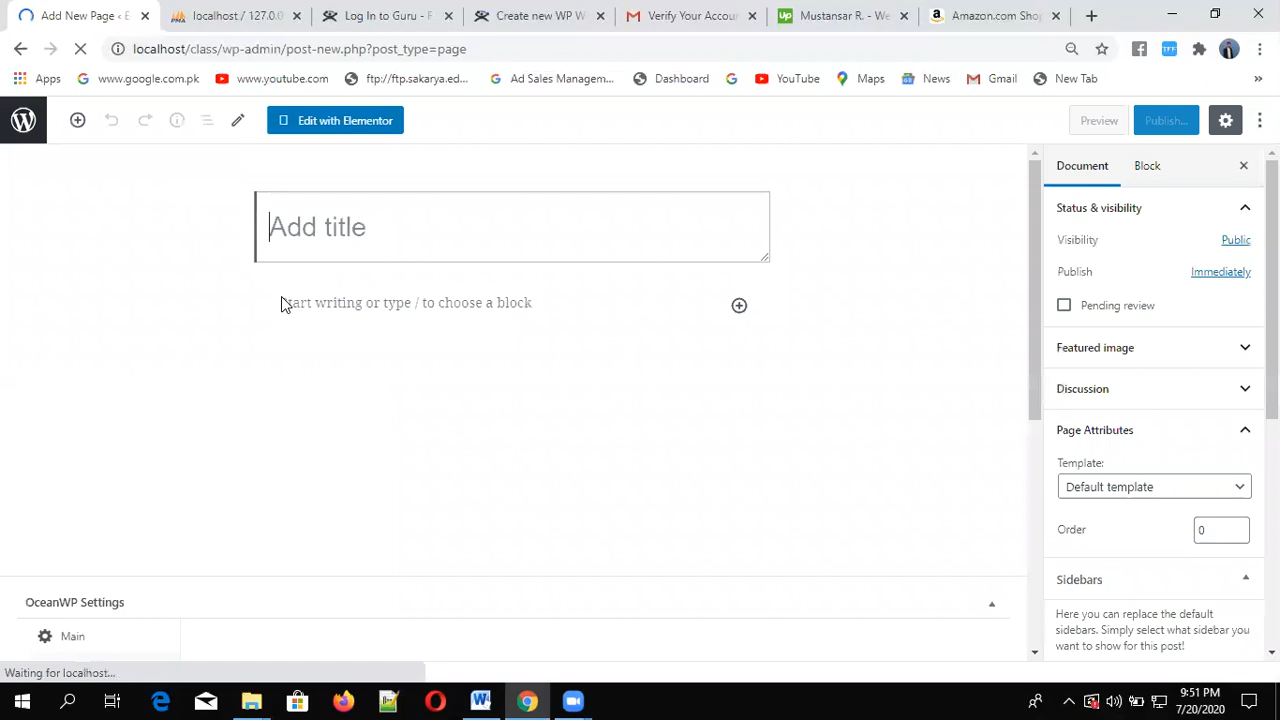 Add New Page ‹ E
localhost / 127.0.0
Log In to Guru - F
Create new WP W
Verify Your Accou
Mustansar R. - We
Amazon.com Shop
localhost/class/wp-admin/post-new.php?post_type=page
Apps
www.google.com.pk
www.youtube.com
ftp://ftp.sakarya.ed...
Ad Sales Managem...
Dashboard
YouTube
Maps
News
Gmail
New Tab
»
Edit with Elementor
Preview
Publish...
Add title
Start writing or type / to choose a block
Document
Block
Status & visibility
Visibility
Public
Publish
Immediately
Pending review
Featured image
Discussion
Page Attributes
Template:
Default template
Order
0
Sidebars
Here you can replace the default
sidebars. Simply select what sidebar you
want to show for this post!
OceanWP Settings
Main
Waiting for localhost...
9:51 PM
7/20/2020